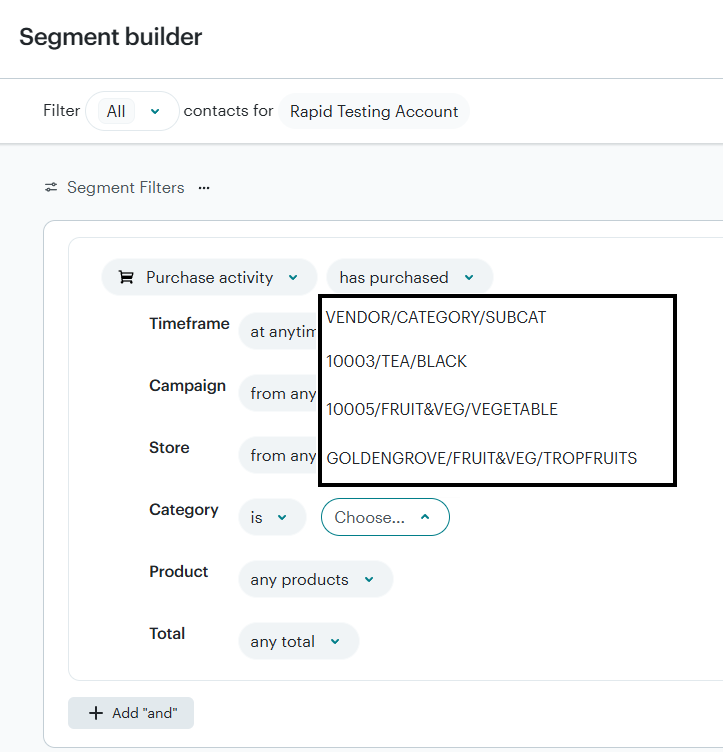 Segment builder
Filter All contacts for Rapid Testing Account
Segment Filters ...
Purchase activity has purchased
Timeframe at anytim
VENDOR/CATEGORY/SUBCAT
10003/TEA/BLACK
Campaign from any
10005/FRUIT&VEG/VEGETABLE
Store from any
GOLDENGROVE/FRUIT&VEG/TROPFRUITS
Category is Choose...
Product any products
Total any total
+ Add "and"